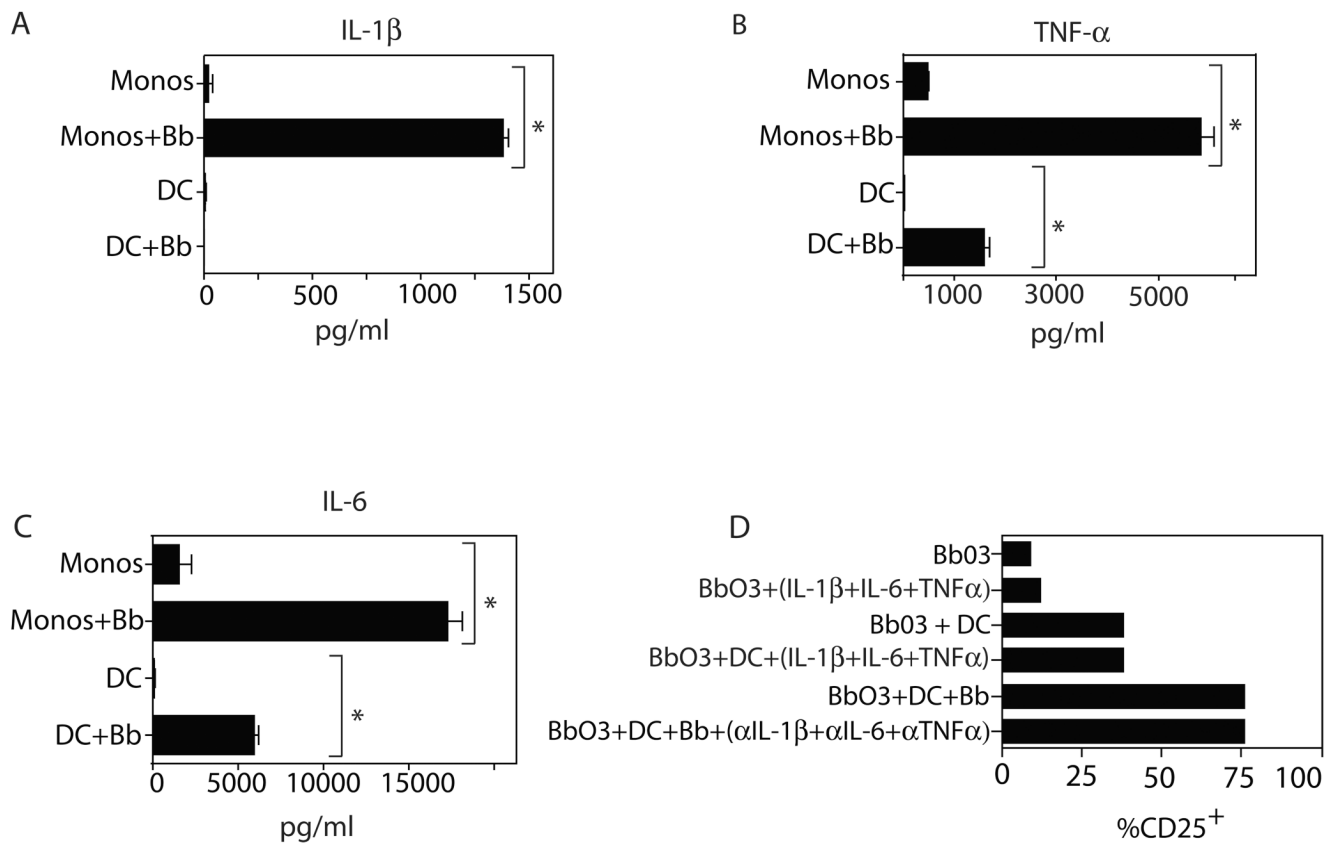 A
IL-1β
Monos
Monos+Bb
*
DC
DC+Bb
0 500 1000 1500
pg/ml
B
TNF-α
Monos
Monos+Bb
*
DC
DC+Bb
*
1000 3000 5000
pg/ml
C
IL-6
Monos
Monos+Bb
*
DC
DC+Bb
*
0 5000 10000 15000
pg/ml
D
Bb03
BbO3+(IL-1β+IL-6+TNFα)
Bb03 + DC
BbO3+DC+(IL-1β+IL-6+TNFα)
BbO3+DC+Bb
BbO3+DC+Bb+(αIL-1β+αIL-6+αTNFα)
0 25 50 75 100
%CD25+